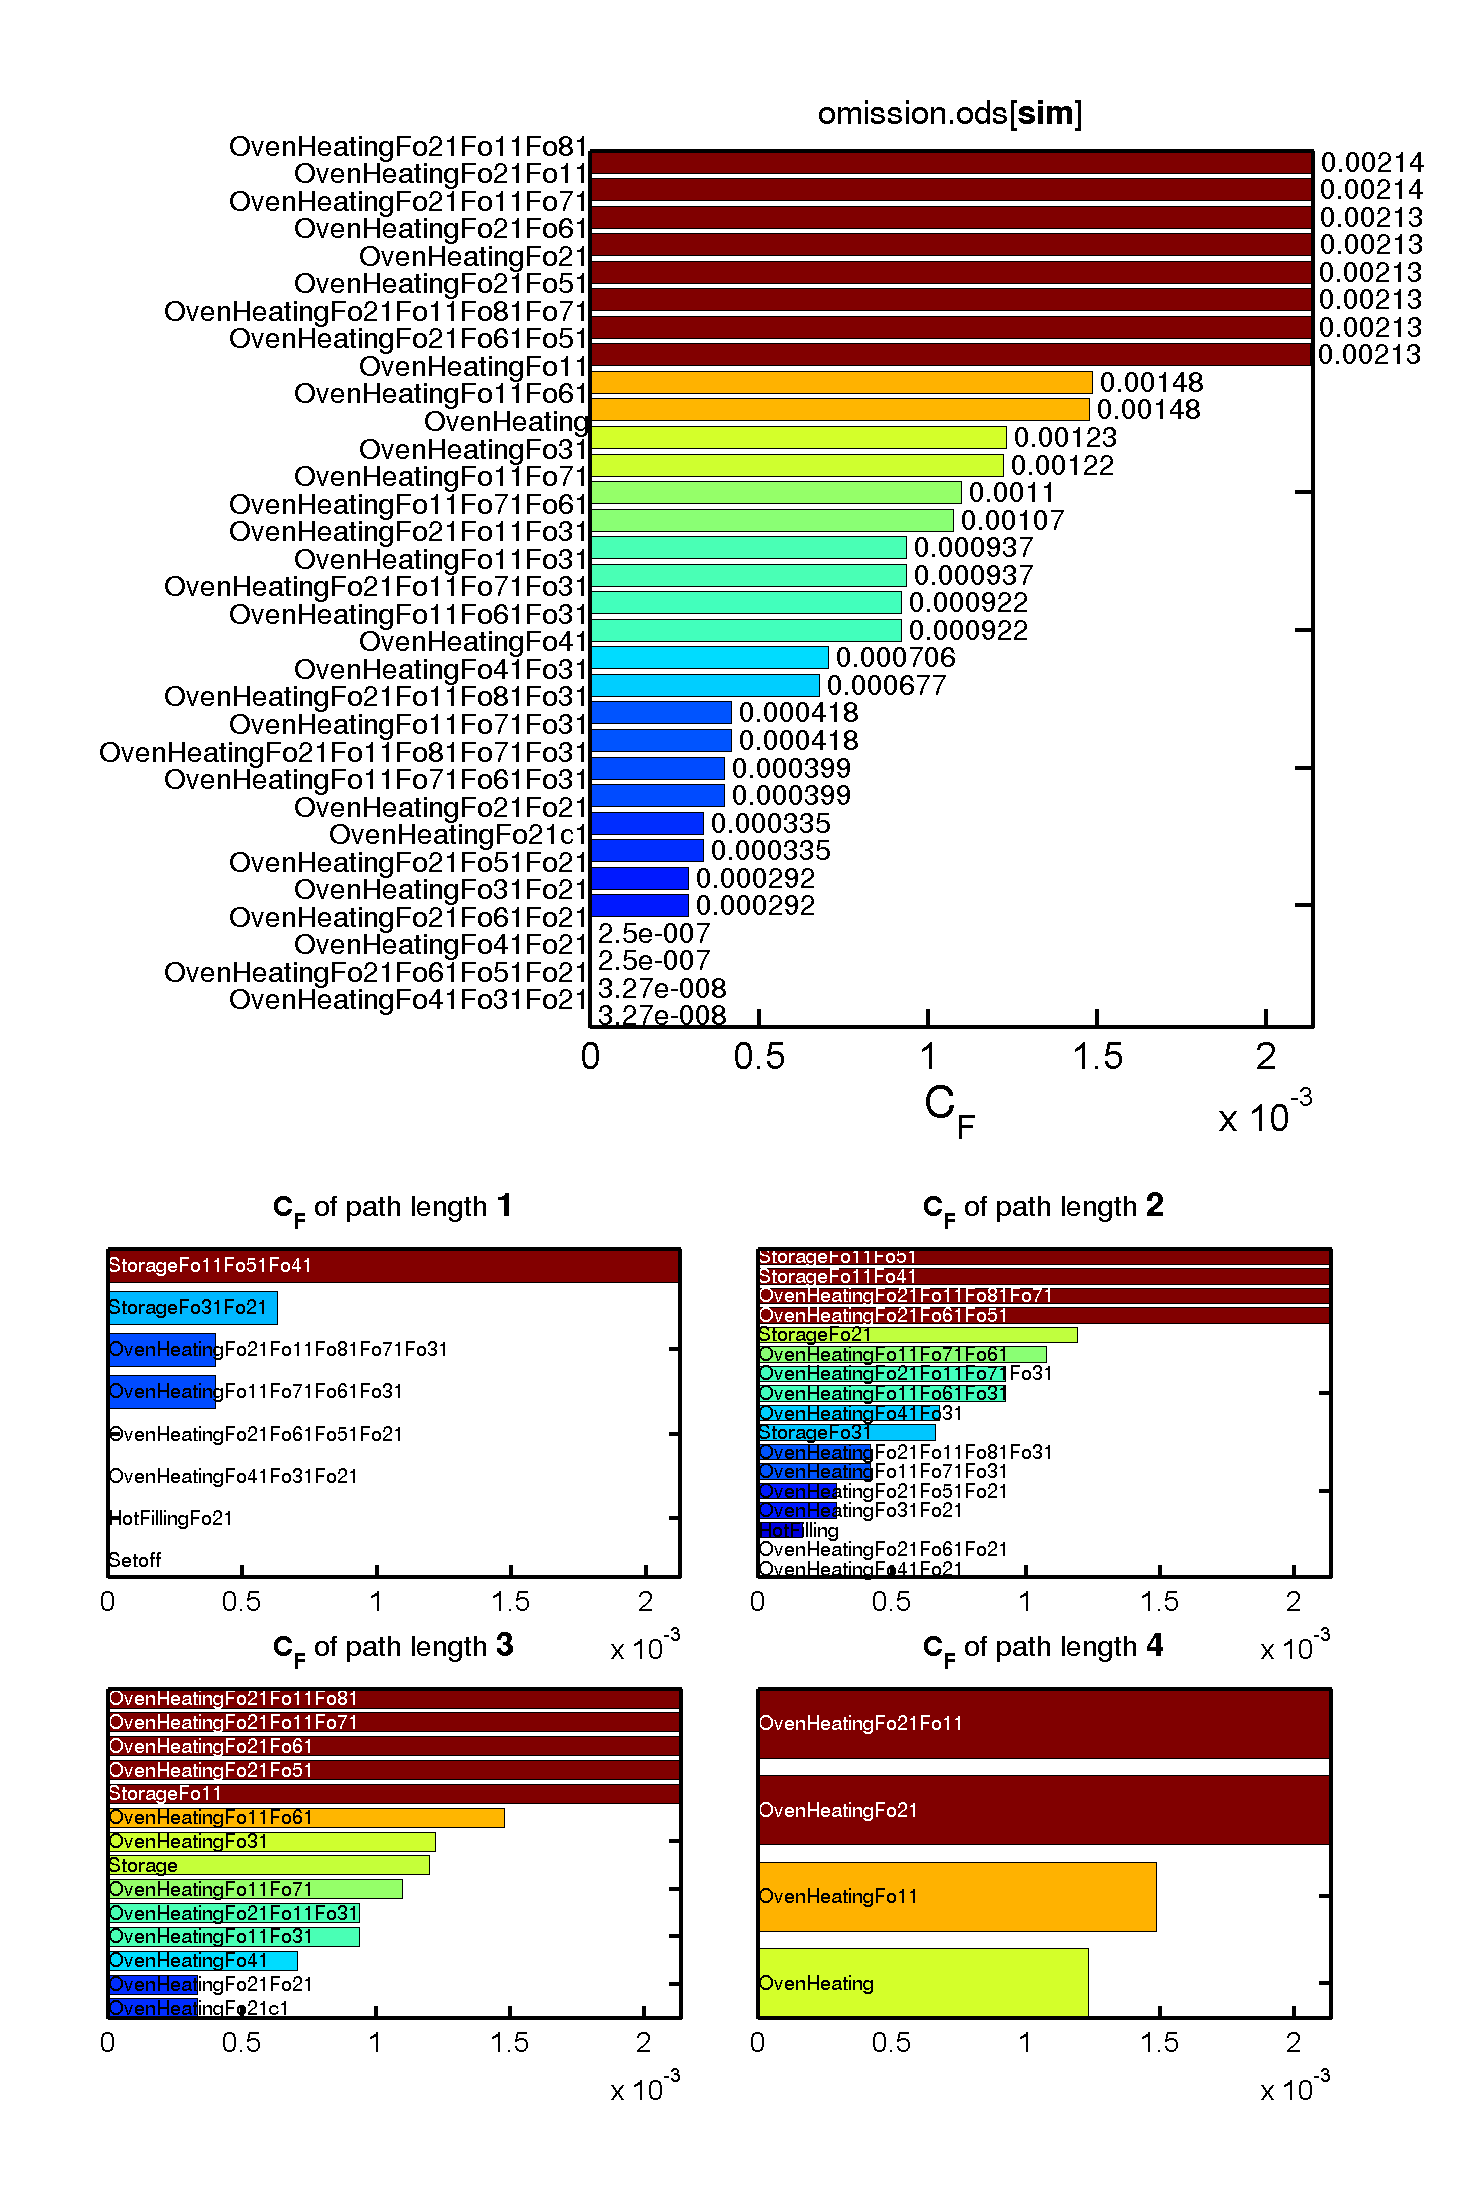 omission.ods[sim]
OvenHeatingFo21Fo11Fo81
0.00214
OvenHeatingFo21Fo11
0.00214
OvenHeatingFo21Fo11Fo71
0.00213
OvenHeatingFo21Fo61
0.00213
OvenHeatingFo21
0.00213
OvenHeatingFo21Fo51
0.00213
OvenHeatingFo21Fo11Fo81Fo71
0.00213
OvenHeatingFo21Fo61Fo51
0.00213
OvenHeatingFo11
0.00148
OvenHeatingFo11Fo61
0.00148
OvenHeating
0.00123
OvenHeatingFo31
0.00122
OvenHeatingFo11Fo71
0.0011
OvenHeatingFo11Fo71Fo61
0.00107
OvenHeatingFo21Fo11Fo31
0.000937
OvenHeatingFo11Fo31
0.000937
OvenHeatingFo21Fo11Fo71Fo31
0.000922
OvenHeatingFo11Fo61Fo31
0.000922
OvenHeatingFo41
0.000706
OvenHeatingFo41Fo31
0.000677
OvenHeatingFo21Fo11Fo81Fo31
0.000418
OvenHeatingFo11Fo71Fo31
0.000418
OvenHeatingFo21Fo11Fo81Fo71Fo31
0.000399
OvenHeatingFo11Fo71Fo61Fo31
0.000399
OvenHeatingFo21Fo21
0.000335
OvenHeatingFo21c1
0.000335
OvenHeatingFo21Fo51Fo21
0.000292
OvenHeatingFo31Fo21
0.000292
OvenHeatingFo21Fo61Fo21
2.5e-007
OvenHeatingFo41Fo21
2.5e-007
OvenHeatingFo21Fo61Fo51Fo21
3.27e-008
OvenHeatingFo41Fo31Fo21
3.27e-008
0 0.5 1 1.5 2
C_F
x 10^-3
C_F of path length 1
StorageFo11Fo51Fo41
StorageFo31Fo21
OvenHeatingFo21Fo11Fo81Fo71Fo31
OvenHeatingFo11Fo71Fo61Fo31
OvenHeatingFo21Fo61Fo51Fo21
OvenHeatingFo41Fo31Fo21
HotFillingFo21
Setoff
0 0.5 1 1.5 2
x 10^-3
C_F of path length 2
StorageFo11Fo51
StorageFo11Fo41
OvenHeatingFo21Fo11Fo81Fo71
OvenHeatingFo21Fo61Fo51
StorageFo21
OvenHeatingFo11Fo71Fo61
OvenHeatingFo21Fo11Fo71Fo31
OvenHeatingFo11Fo61Fo31
OvenHeatingFo41Fo31
StorageFo31
OvenHeatingFo21Fo11Fo81Fo31
OvenHeatingFo11Fo71Fo31
OvenHeatingFo21Fo51Fo21
OvenHeatingFo31Fo21
HotFilling
OvenHeatingFo21Fo61Fo21
OvenHeatingFo41Fo21
0 0.5 1 1.5 2
x 10^-3
C_F of path length 3
OvenHeatingFo21Fo11Fo81
OvenHeatingFo21Fo11Fo71
OvenHeatingFo21Fo61
OvenHeatingFo21Fo51
StorageFo11
OvenHeatingFo11Fo61
OvenHeatingFo31
Storage
OvenHeatingFo11Fo71
OvenHeatingFo21Fo11Fo31
OvenHeatingFo11Fo31
OvenHeatingFo41
OvenHeatingFo21Fo21
OvenHeatingFo21c1
0 0.5 1 1.5 2
x 10^-3
C_F of path length 4
OvenHeatingFo21Fo11
OvenHeatingFo21
OvenHeatingFo11
OvenHeating
0 0.5 1 1.5 2
x 10^-3